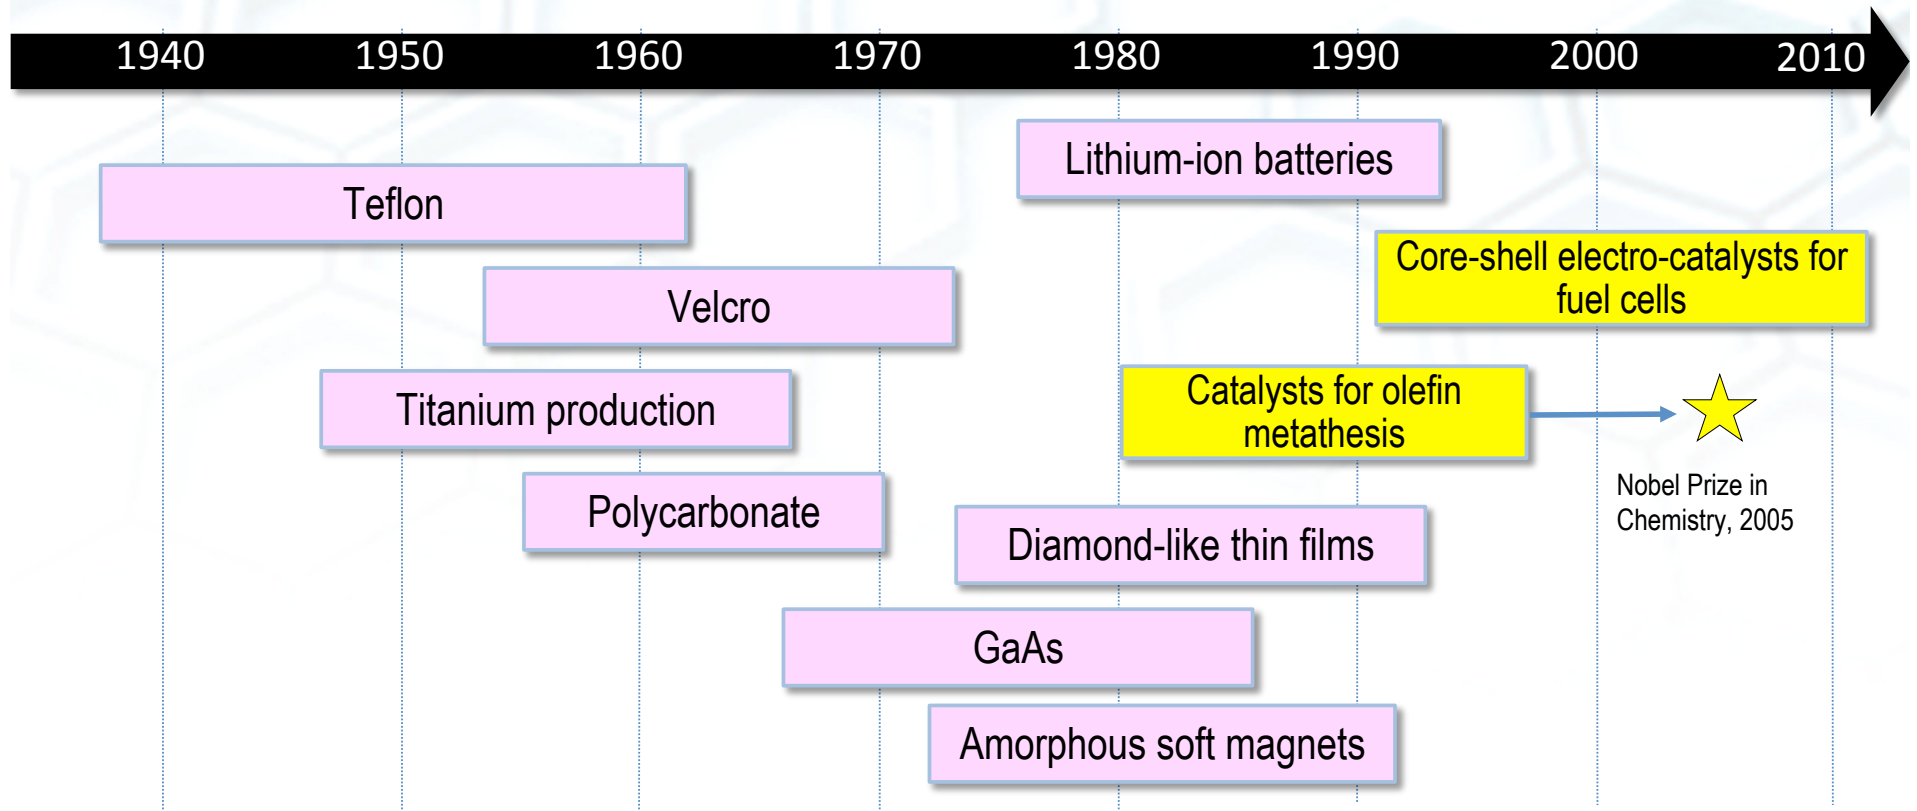 1940 1950 1960 1970 1980 1990 2000 2010
Lithium-ion batteries
Teflon
Core-shell electro-catalysts for
fuel cells
Velcro
Titanium production
Catalysts for olefin
metathesis
Nobel Prize in
Chemistry, 2005
Polycarbonate
Diamond-like thin films
GaAs
Amorphous soft magnets